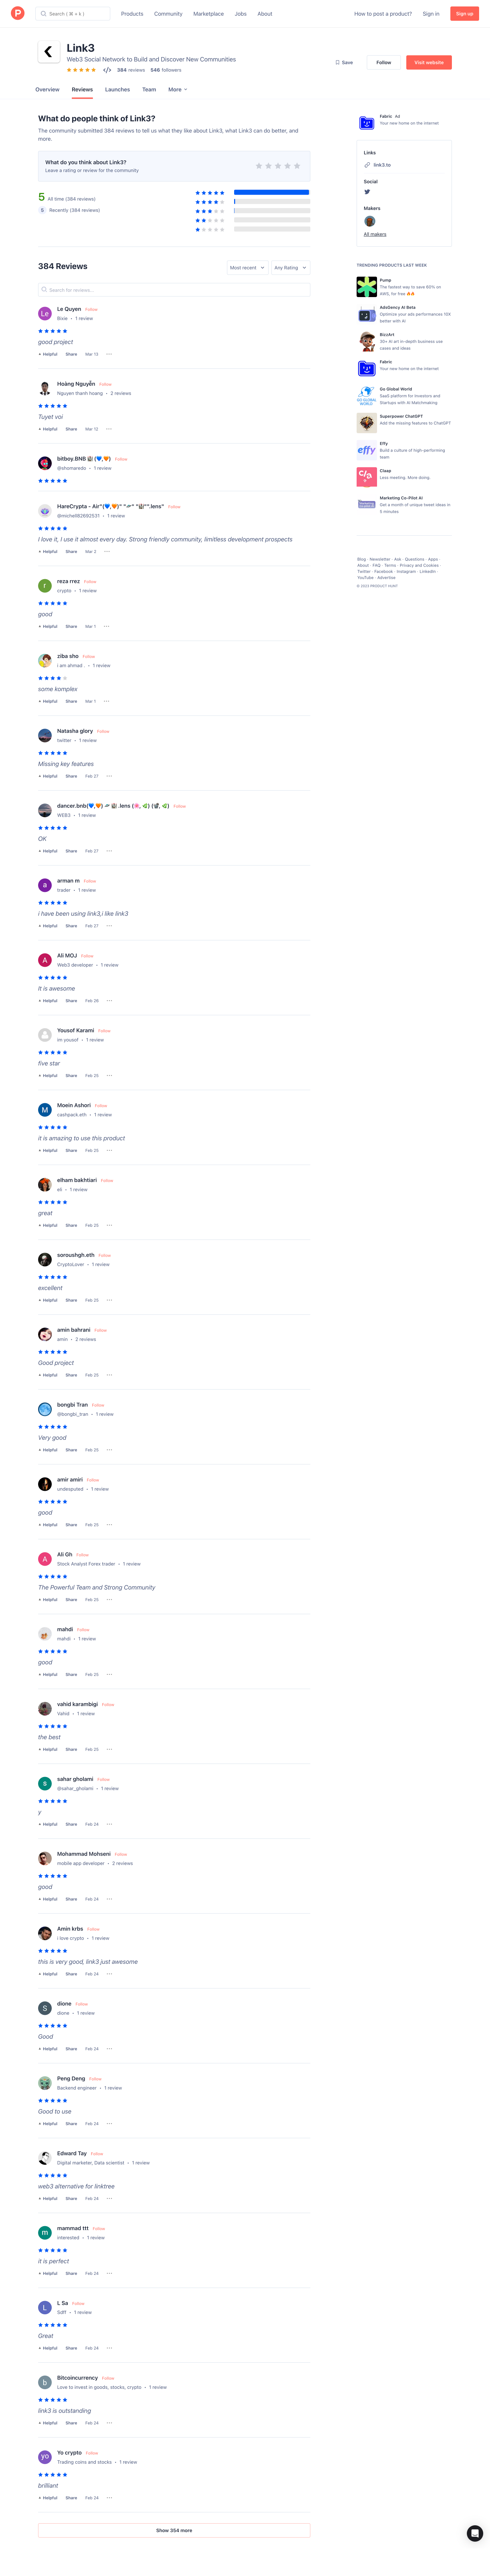 Search ( ⌘ + k )
Products Community Marketplace Jobs About
How to post a product? Sign in Sign up
Link3
Web3 Social Network to Build and Discover New Communities
384 reviews 546 followers
Save Follow Visit website
Overview Reviews Launches Team More
What do people think of Link3?
The community submitted 384 reviews to tell us what they like about Link3, what Link3 can do better, and
more.
What do you think about Link3?
Leave a rating or review for the community
5 All time (384 reviews)
5 Recently (384 reviews)
384 Reviews
Most recent Any Rating
Search for reviews...
Le Quyen Follow
Bixie • 1 review
good project
Helpful Share Mar 13 ···
Hoàng Nguyễn Follow
Nguyen thanh hoang • 2 reviews
Tuyet voi
Helpful Share Mar 12 ···
bitboy.BNB (💙,🧡) Follow
@shomaredo • 1 review
HareCrypta - Air"(💙,🧡)" .lens" Follow
@michel982692531 • 1 review
I love it, I use it almost every day. Strong friendly community, limitless development prospects
Helpful Share Mar 2 ···
reza rrez Follow
crypto • 1 review
good
Helpful Share Mar 1 ···
ziba sho Follow
i am ahmad . • 1 review
some komplex
Helpful Share Mar 1 ···
Natasha glory Follow
twitter • 1 review
Missing key features
Helpful Share Feb 27 ···
dancer.bnb(💙,🧡) .lens (🌸, 🌿) Follow
WEB3 • 1 review
OK
Helpful Share Feb 27 ···
arman m Follow
trader • 1 review
i have been using link3,i like link3
Helpful Share Feb 27 ···
Ali MOJ Follow
Web3 developer • 1 review
It is awesome
Helpful Share Feb 26 ···
Yousof Karami Follow
im yousof • 1 review
five star
Helpful Share Feb 25 ···
Moein Ashori Follow
cashpack.eth • 1 review
it is amazing to use this product
Helpful Share Feb 25 ···
elham bakhtiari Follow
eli • 1 review
great
Helpful Share Feb 25 ···
soroushgh.eth Follow
CryptoLover • 1 review
excellent
Helpful Share Feb 25 ···
amin bahrani Follow
amin • 2 reviews
Good project
Helpful Share Feb 25 ···
bongbi Tran Follow
@bongbi_tran • 1 review
Very good
Helpful Share Feb 25 ···
amir amiri Follow
undesputed • 1 review
good
Helpful Share Feb 25 ···
Ali Gh Follow
Stock Analyst Forex trader • 1 review
The Powerful Team and Strong Community
Helpful Share Feb 25 ···
mahdi Follow
mahdi • 1 review
good
Helpful Share Feb 25 ···
vahid karambigi Follow
Vahid • 1 review
the best
Helpful Share Feb 25 ···
sahar gholami Follow
@sahar_gholami • 1 review
y
Helpful Share Feb 24 ···
Mohammad Mohseni Follow
mobile app developer • 2 reviews
good
Helpful Share Feb 24 ···
Amin krbs Follow
i love crypto • 1 review
this is very good, link3 just awesome
Helpful Share Feb 24 ···
dione Follow
dione • 1 review
Good
Helpful Share Feb 24 ···
Peng Deng Follow
Backend engineer • 1 review
Good to use
Helpful Share Feb 24 ···
Edward Tay Follow
Digital marketer, Data scientist • 1 review
web3 alternative for linktree
Helpful Share Feb 24 ···
mammad ttt Follow
interested • 1 review
it is perfect
Helpful Share Feb 24 ···
L Sa Follow
Sdff • 1 review
Great
Helpful Share Feb 24 ···
Bitcoincurrency Follow
Love to invest in goods, stocks, crypto • 1 review
link3 is outstanding
Helpful Share Feb 24 ···
Yo crypto Follow
Trading coins and stocks • 1 review
brilliant
Helpful Share Feb 24 ···
Show 354 more
Fabric Ad
Your new home on the internet
Links
link3.to
Social
Makers
All makers
TRENDING PRODUCTS LAST WEEK
Pump
The fastest way to save 60% on
AWS, for free 🔥🔥
AdsGency AI Beta
Optimize your ads performances 10X
better with AI
BizzArt
30+ AI art in-depth business use
cases and ideas
Fabric
Your new home on the internet
Go Global World
SaaS platform for Investors and
Startups with AI Matchmaking
Superpower ChatGPT
Add the missing features to ChatGPT
Effy
Build a culture of high-performing
team
Claap
Less meeting. More doing.
Marketing Co-Pilot AI
Get a month of unique tweet ideas in
5 minutes
Blog · Newsletter · Ask · Questions · Apps ·
About · FAQ · Terms · Privacy and Cookies ·
Twitter · Facebook · Instagram · LinkedIn ·
YouTube · Advertise
© 2023 PRODUCT HUNT